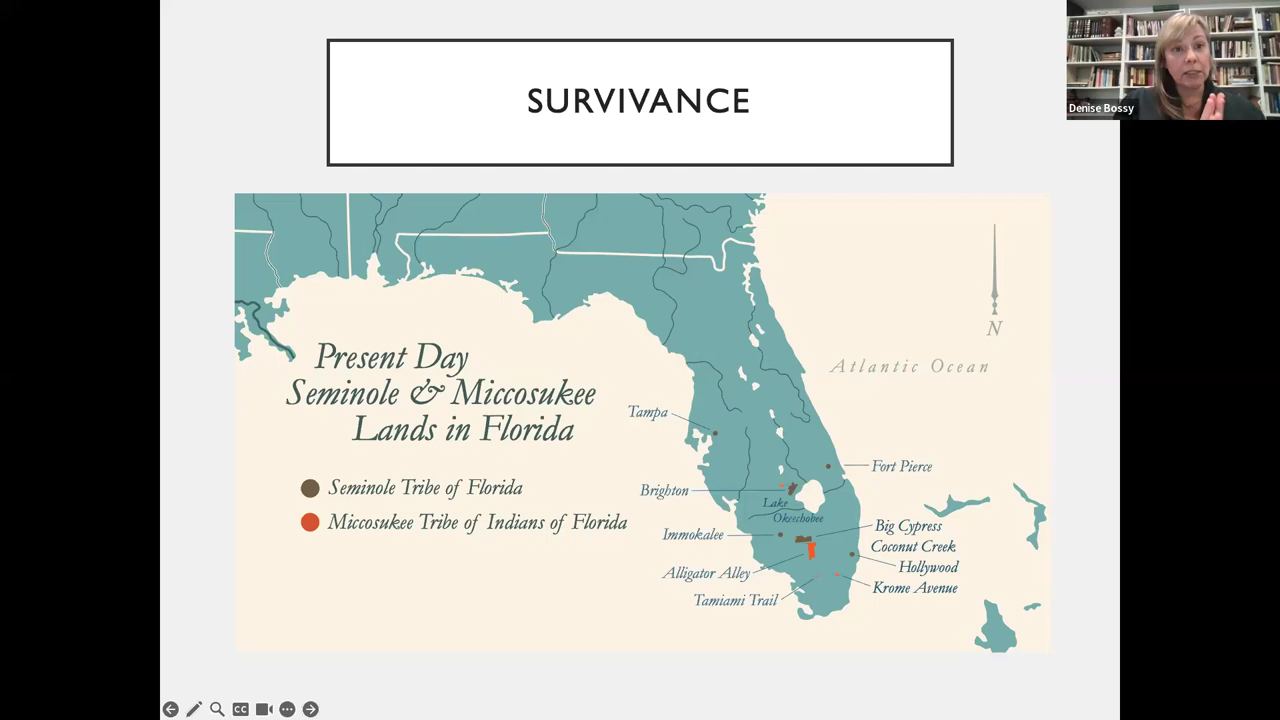 SURVIVANCE
Denise Bossy
Present Day
Seminole & Miccosukee
Lands in Florida
Seminole Tribe of Florida
Miccosukee Tribe of Indians of Florida
N
Atlantic Ocean
Tampa
Fort Pierce
Brighton
Lake
Okeechobee
Immokalee
Big Cypress
Coconut Creek
Hollywood
Alligator Alley
Krome Avenue
Tamiami Trail
CC